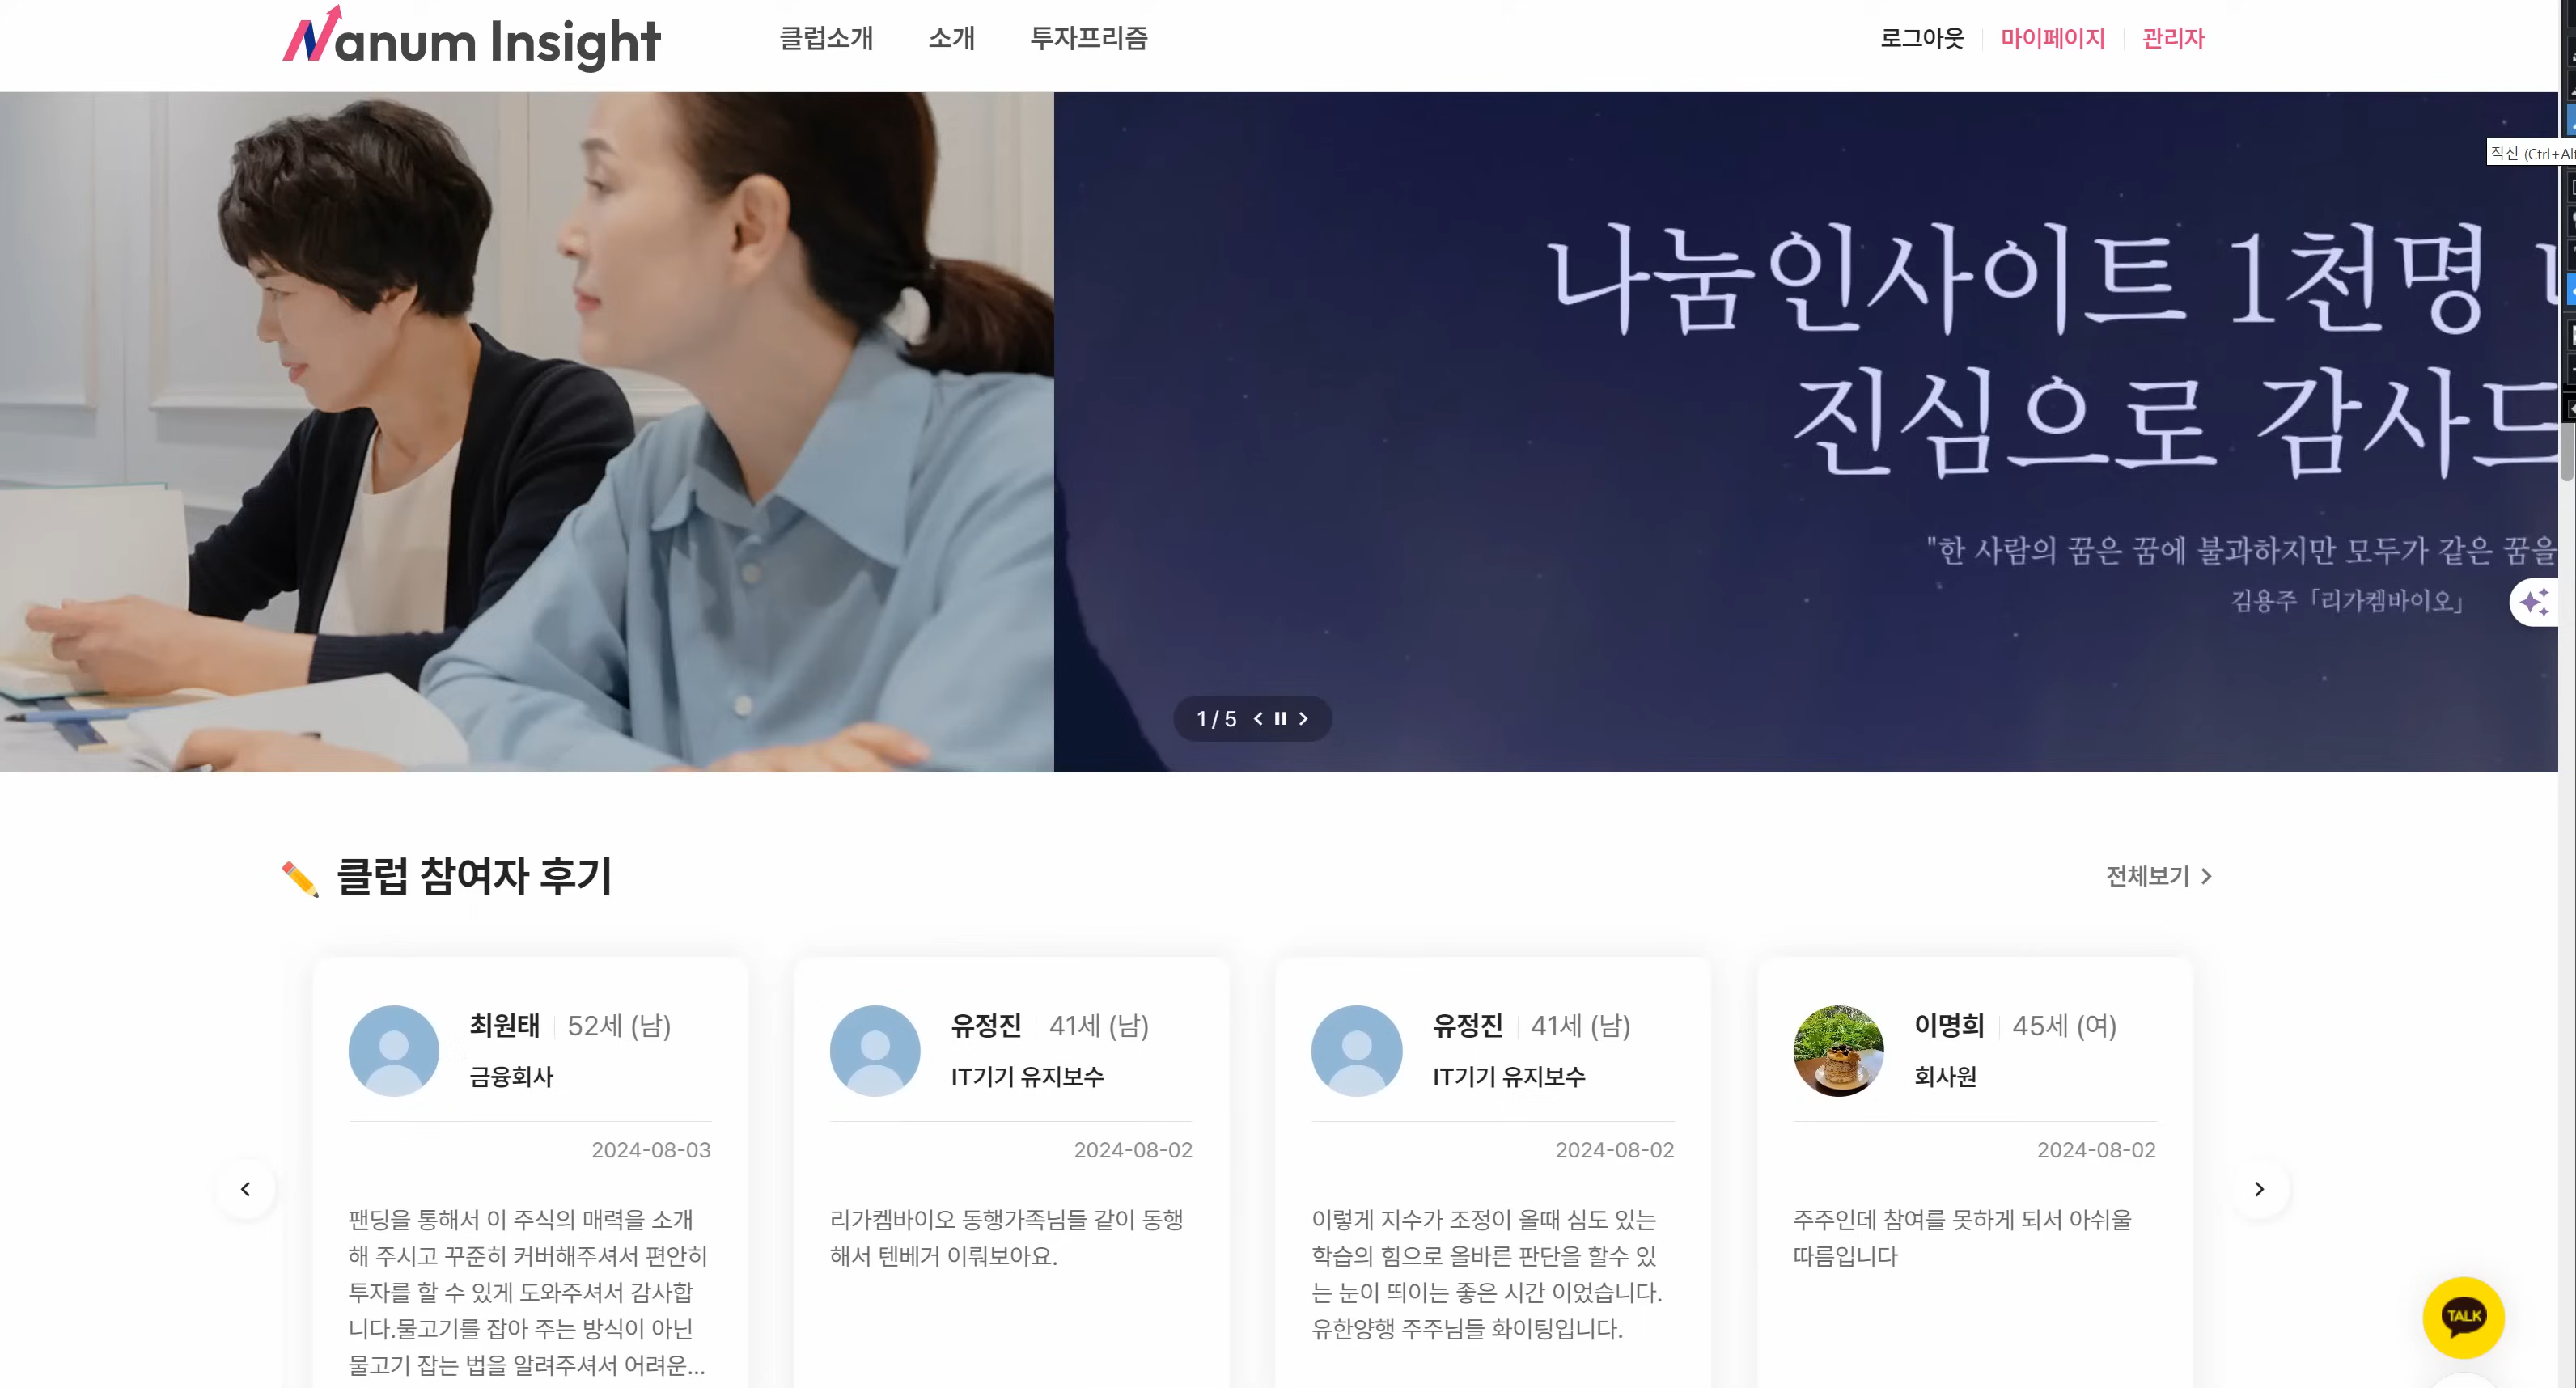 Nanum Insight
클럽소개
소개
투자프리즘
로그아웃
마이페이지
관리자
직선 (Ctrl+Alt
나눔인사이트 1천명
진심으로 감사드
"한 사람의 꿈은 꿈에 불과하지만 모두가 같은 꿈을
김용주「리가켐바이오」
1 / 5
클럽 참여자 후기
전체보기
최원태
52세 (남)
금융회사
2024-08-03
팬딩을 통해서 이 주식의 매력을 소개
해 주시고 꾸준히 커버해주셔서 편안히
투자를 할 수 있게 도와주셔서 감사합
니다.물고기를 잡아 주는 방식이 아닌
물고기 잡는 법을 알려주셔서 어려운...
유정진
41세 (남)
IT기기 유지보수
2024-08-02
리가켐바이오 동행가족님들 같이 동행
해서 텐베거 이뤄보아요.
유정진
41세 (남)
IT기기 유지보수
2024-08-02
이렇게 지수가 조정이 올때 심도 있는
학습의 힘으로 올바른 판단을 할수 있
는 눈이 띄이는 좋은 시간 이었습니다.
유한양행 주주님들 화이팅입니다.
이명희
45세 (여)
회사원
2024-08-02
주주인데 참여를 못하게 되서 아쉬울
따름입니다
TALK